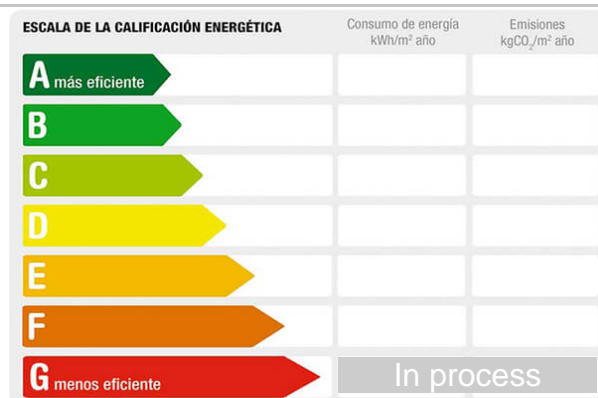 ESCALA DE LA CALIFICACIÓN ENERGÉTICA
Consumo de energía
kWh/m² año
Emisiones
kgCO₂/m² año
A más eficiente
B
C
D
E
F
G menos eficiente
In process